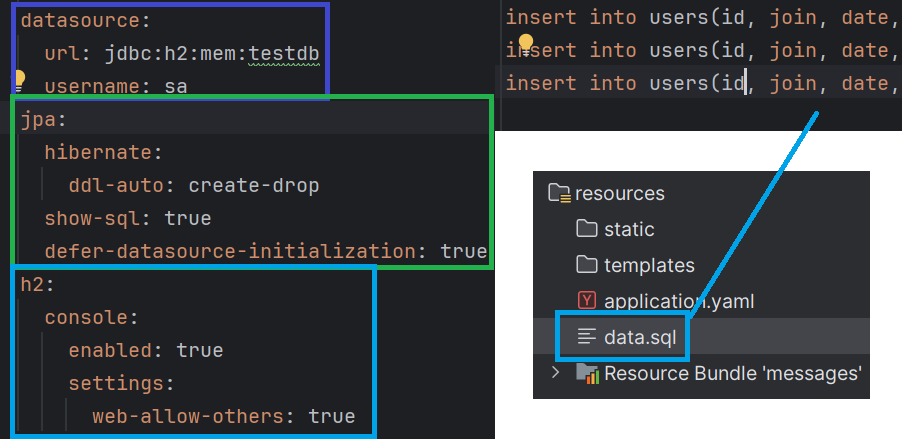 datasource:
url: jdbc:h2:mem:testdb
username: sa
jpa:
hibernate:
ddl-auto: create-drop
show-sql: true
defer-datasource-initialization: true
h2:
console:
enabled: true
settings:
web-allow-others: true
insert into users(id, join, date,
insert into users(id, join, date,
insert into users(id, join, date,
resources
static
templates
application.yaml
data.sql
Resource Bundle 'messages'